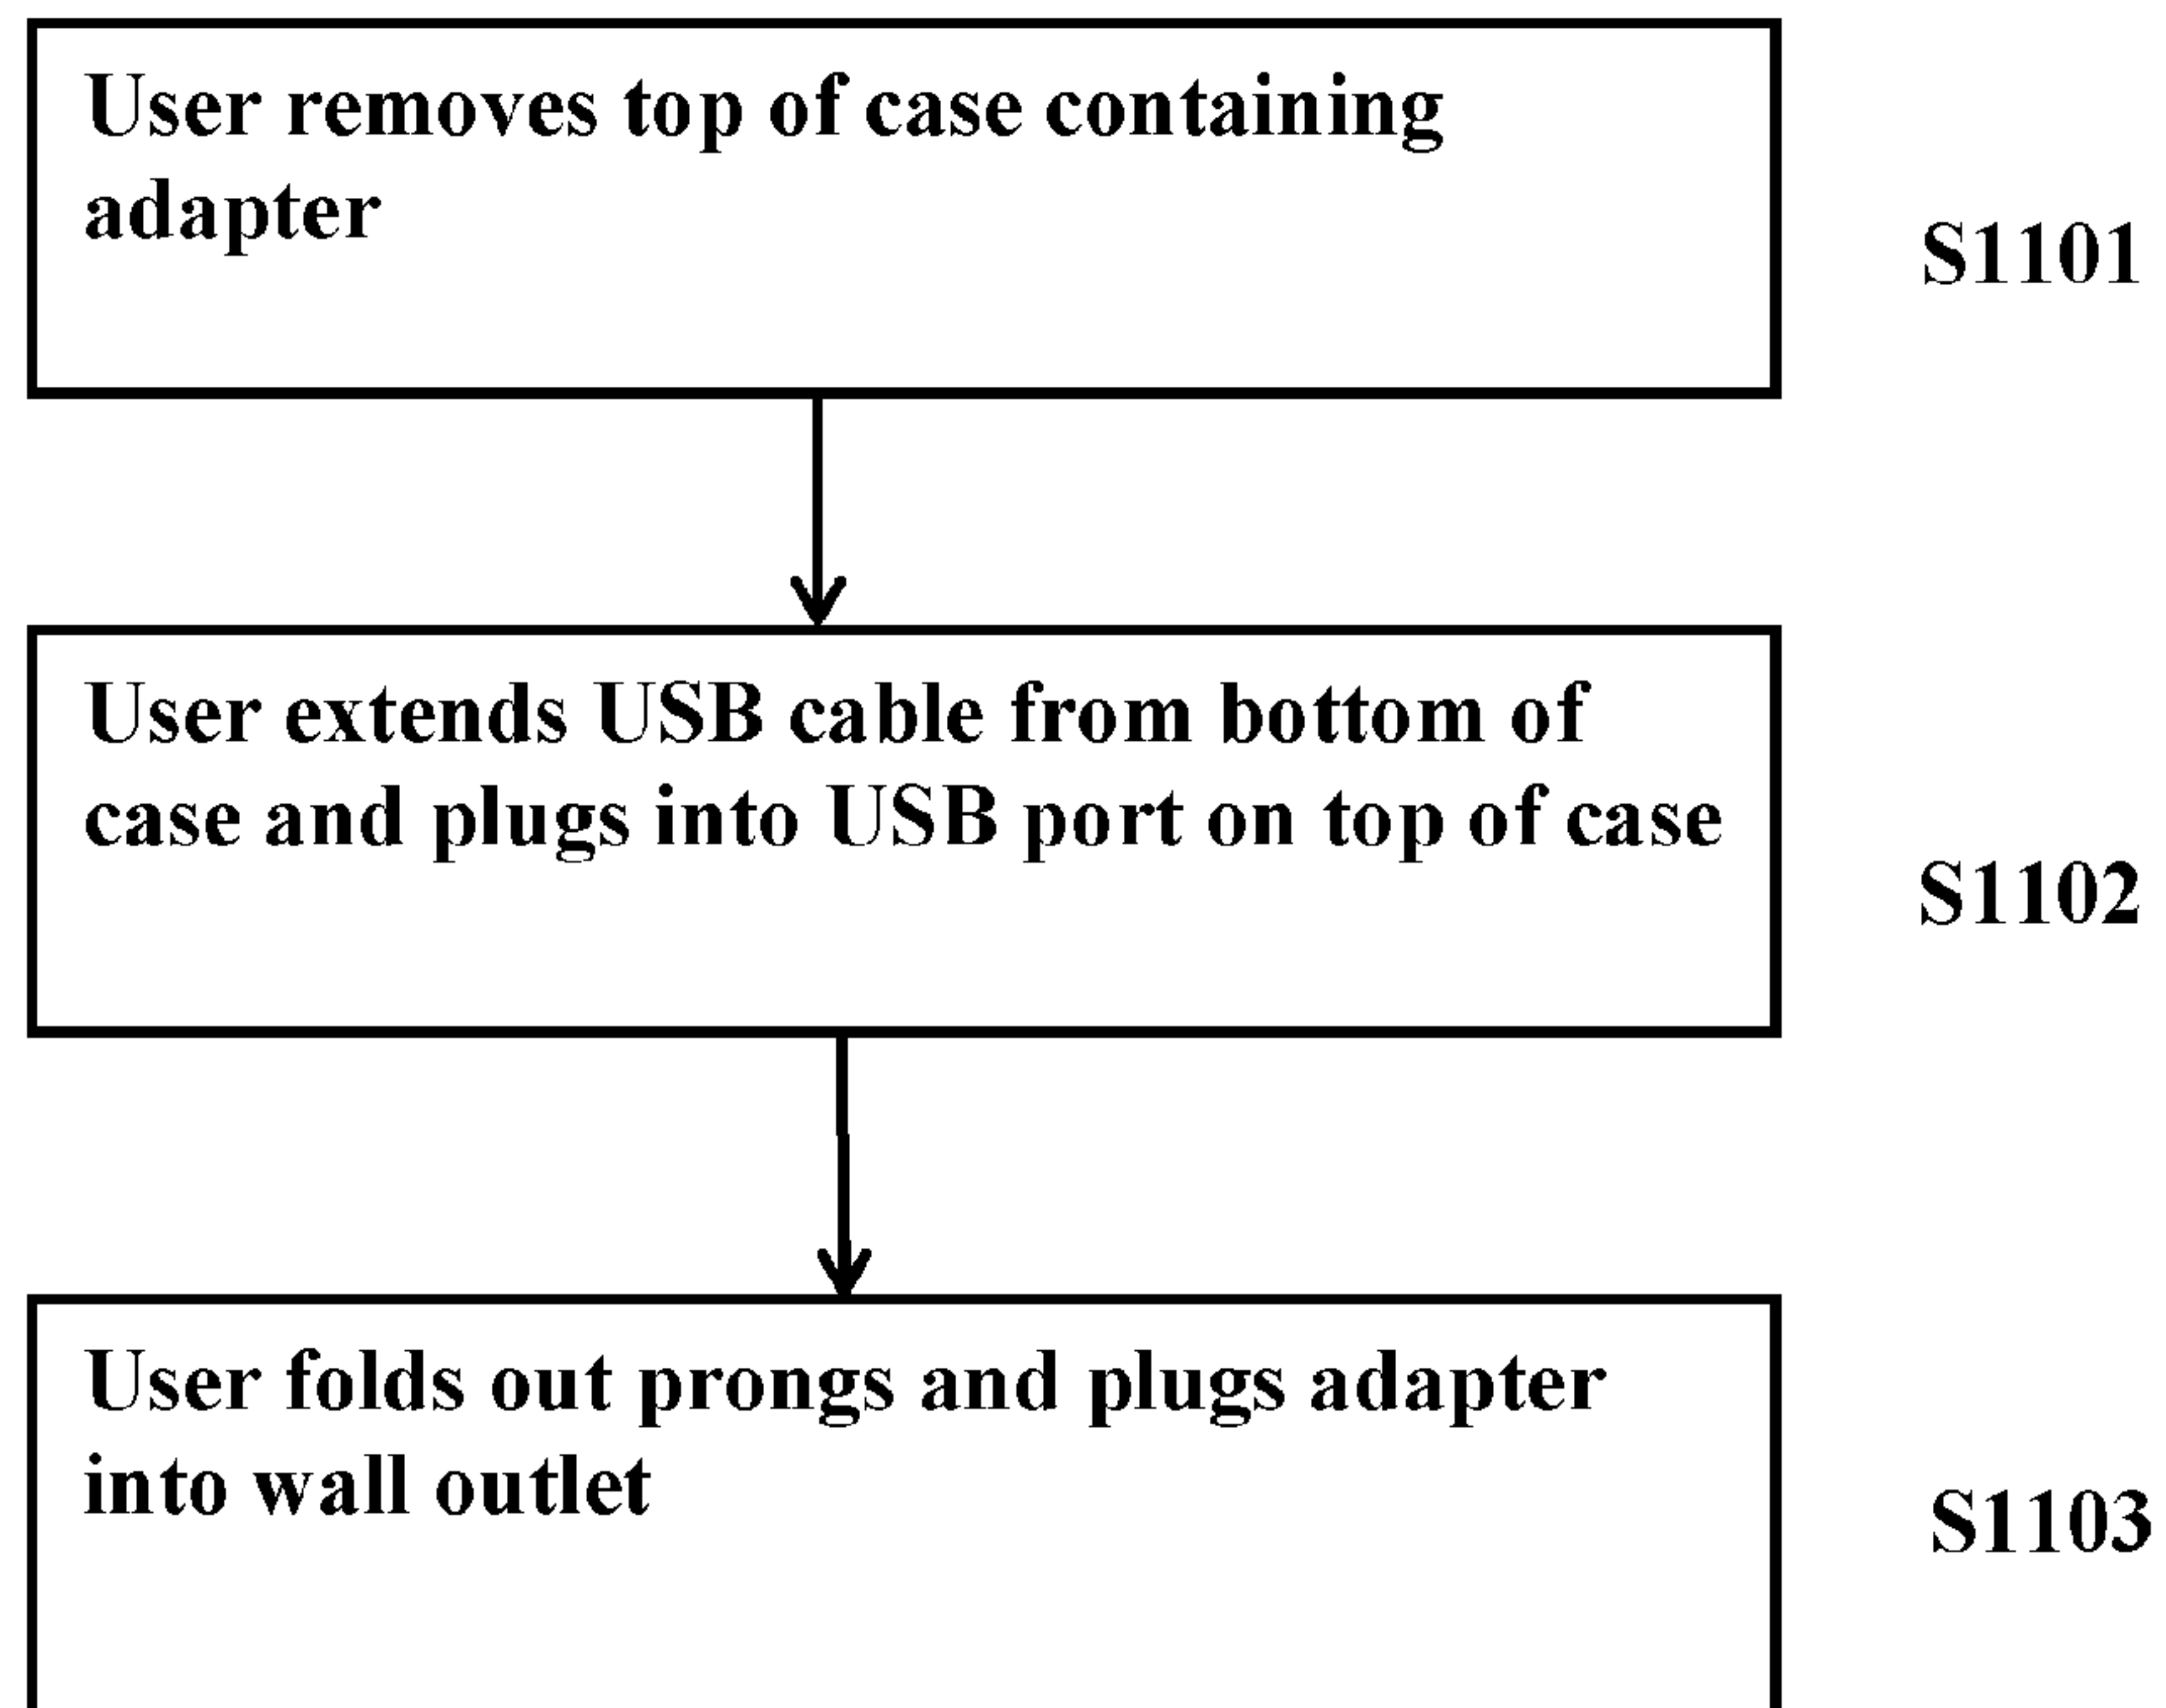 User removes top of case containing
adapter
S1101
User extends USB cable from bottom of
case and plugs into USB port on top of case
S1102
User folds out prongs and plugs adapter
into wall outlet
S1103